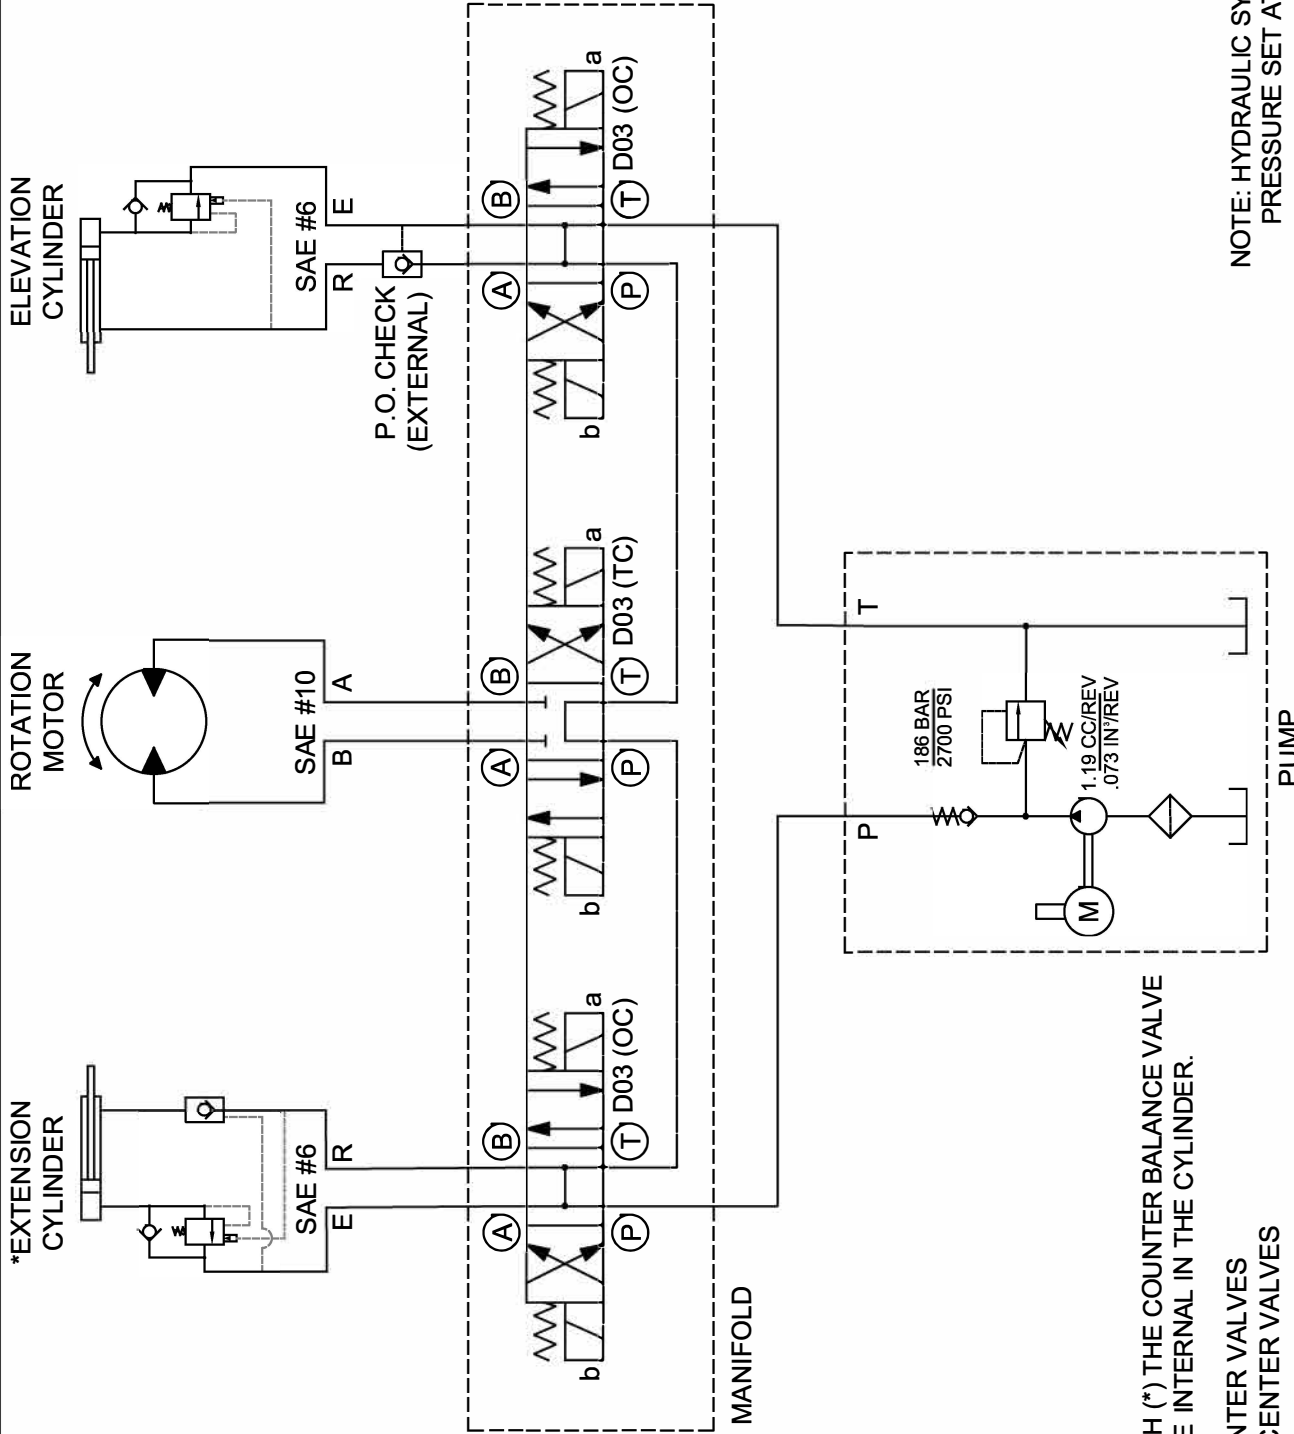 *EXTENSION
CYLINDER
SAE #6
E
R
ROTATION
MOTOR
SAE #10
B
A
ELEVATION
CYLINDER
SAE #6
R
E
P.O. CHECK
(EXTERNAL)
b
A
B
P
T
a
D03 (OC)
b
A
B
P
T
a
D03 (TC)
b
A
B
P
T
a
D03 (OC)
MANIFOLD
P
T
186 BAR
2700 PSI
1.19 CC/REV
.073 IN³/REV
M
PUMP
H (*) THE COUNTER BALANCE VALVE
E INTERNAL IN THE CYLINDER.
NTER VALVES
CENTER VALVES
NOTE: HYDRAULIC SY
PRESSURE SET A